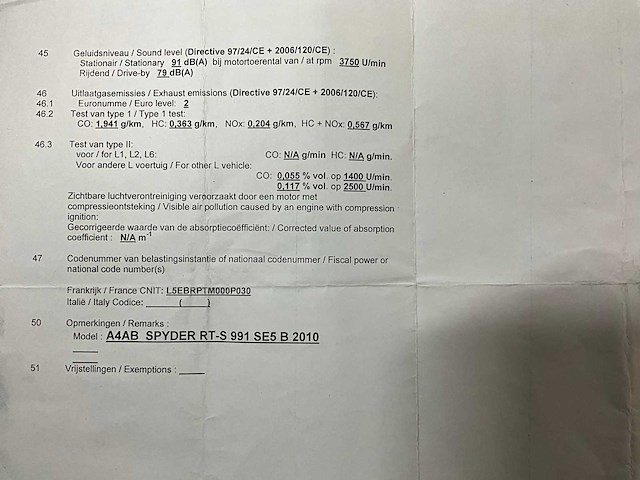 45 Geluidsniveau / Sound level (Directive 97/24/CE + 2006/120/CE) :
Stationair / Stationary 91 dB(A) bij motortoerental van / at rpm 3750 U/min
Rijdend / Drive-by 79 dB(A)
46 Uitlaatgasemissies / Exhaust emissions (Directive 97/24/CE + 2006/120/CE):
46.1 Euronumme / Euro level: 2
46.2 Test van type 1 / Type 1 test:
CO: 1,941 g/km, HC: 0,363 g/km, NOx: 0,204 g/km, HC + NOx: 0,567 g/km
46.3 Test van type II:
voor / for L1, L2, L6: CO: N/A g/min HC: N/A g/min.
Voor andere L voertuig / For other L vehicle:
CO: 0,055 % vol. op 1400 U/min.
0,117 % vol. op 2500 U/min.
Zichtbare luchtverontreiniging veroorzaakt door een motor met
compressieontsteking / Visible air pollution caused by an engine with compression
ignition:
Gecorrigeerde waarde van de absorptiecoëfficiënt: / Corrected value of absorption
coefficient : N/A m-1
47 Codenummer van belastingsinstantie of nationaal codenummer / Fiscal power or
national code number(s)
Frankrijk / France CNIT: L5EBRPTM000P030
Italië / Italy Codice: ( )
50 Opmerkingen / Remarks :
Model : A4AB SPYDER RT-S 991 SE5 B 2010
51 Vrijstellingen / Exemptions :